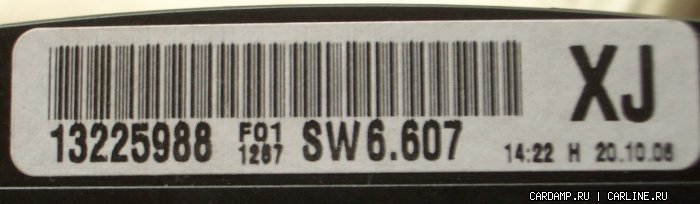 XJ
13225988 F01 1267 SW6.607 14:22 H 20.10.06
CARDAMP.RU | CARLINE.RU